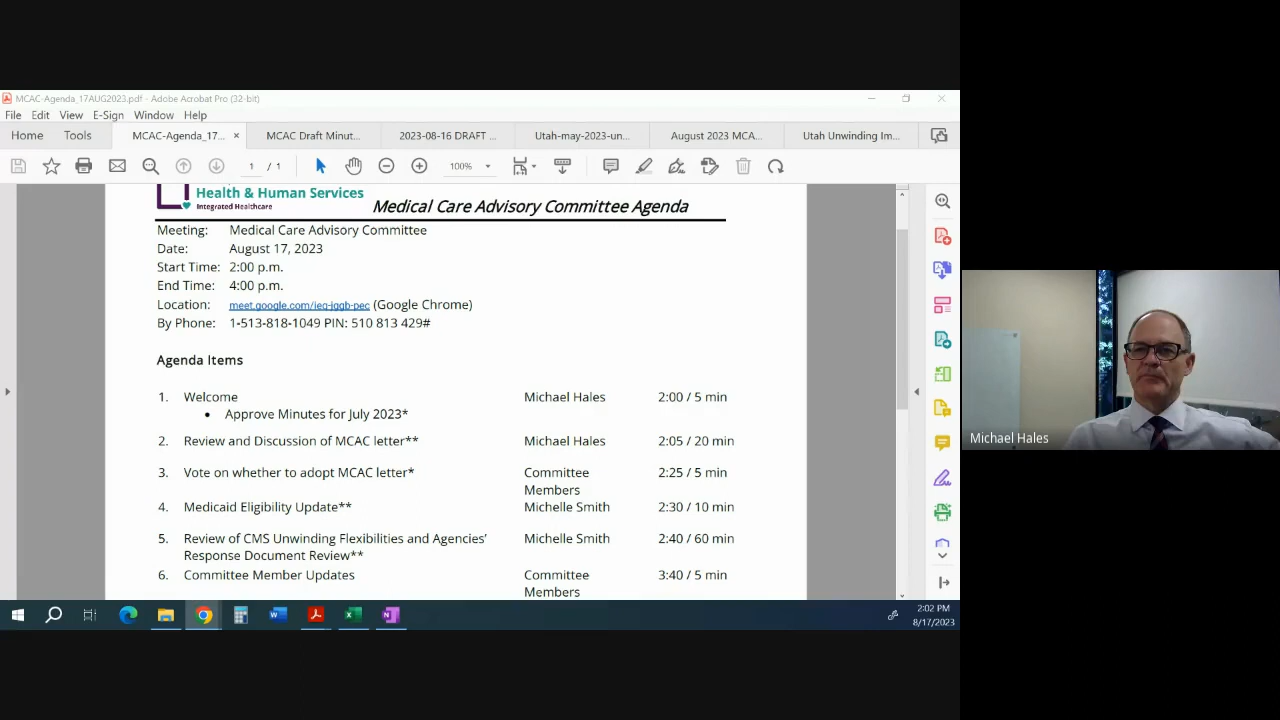 MCAC-Agenda_17AUG2023.pdf - Adobe Acrobat Pro (32-bit)
File Edit View E-Sign Window Help
Home Tools MCAC-Agenda_17... × MCAC Draft Minut... 2023-08-16 DRAFT ... Utah-may-2023-un... August 2023 MCA... Utah Unwinding Im...
1 / 1 100%
Health & Human Services
Integrated Healthcare
Medical Care Advisory Committee Agenda
Meeting: Medical Care Advisory Committee
Date: August 17, 2023
Start Time: 2:00 p.m.
End Time: 4:00 p.m.
Location: meet.google.com/ieq-jggb-pec (Google Chrome)
By Phone: 1-513-818-1049 PIN: 510 813 429#
Agenda Items
1. Welcome Michael Hales 2:00 / 5 min
• Approve Minutes for July 2023*
2. Review and Discussion of MCAC letter** Michael Hales 2:05 / 20 min
3. Vote on whether to adopt MCAC letter* Committee 2:25 / 5 min
Members
4. Medicaid Eligibility Update** Michelle Smith 2:30 / 10 min
5. Review of CMS Unwinding Flexibilities and Agencies' Michelle Smith 2:40 / 60 min
Response Document Review**
6. Committee Member Updates Committee 3:40 / 5 min
Members
2:02 PM
8/17/2023
Michael Hales